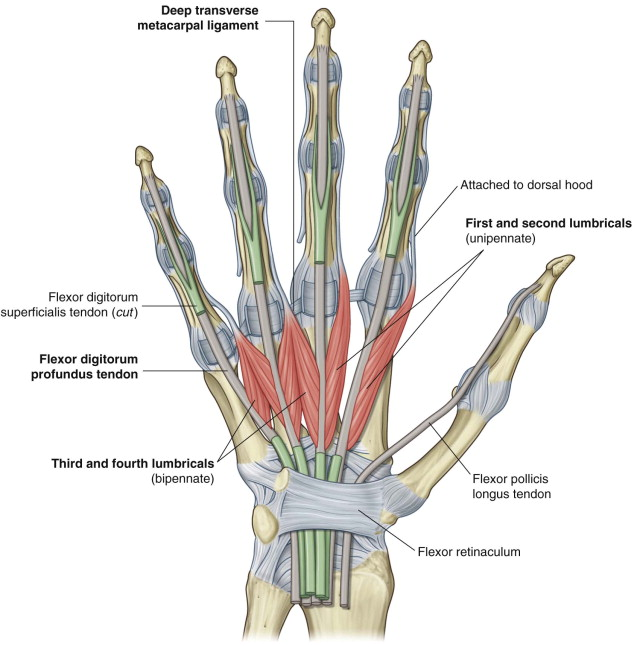 Deep transverse
metacarpal ligament
Attached to dorsal hood
First and second lumbricals
(unipennate)
Flexor digitorum
superficialis tendon (cut)
Flexor digitorum
profundus tendon
Third and fourth lumbricals
(bipennate)
Flexor pollicis
longus tendon
Flexor retinaculum